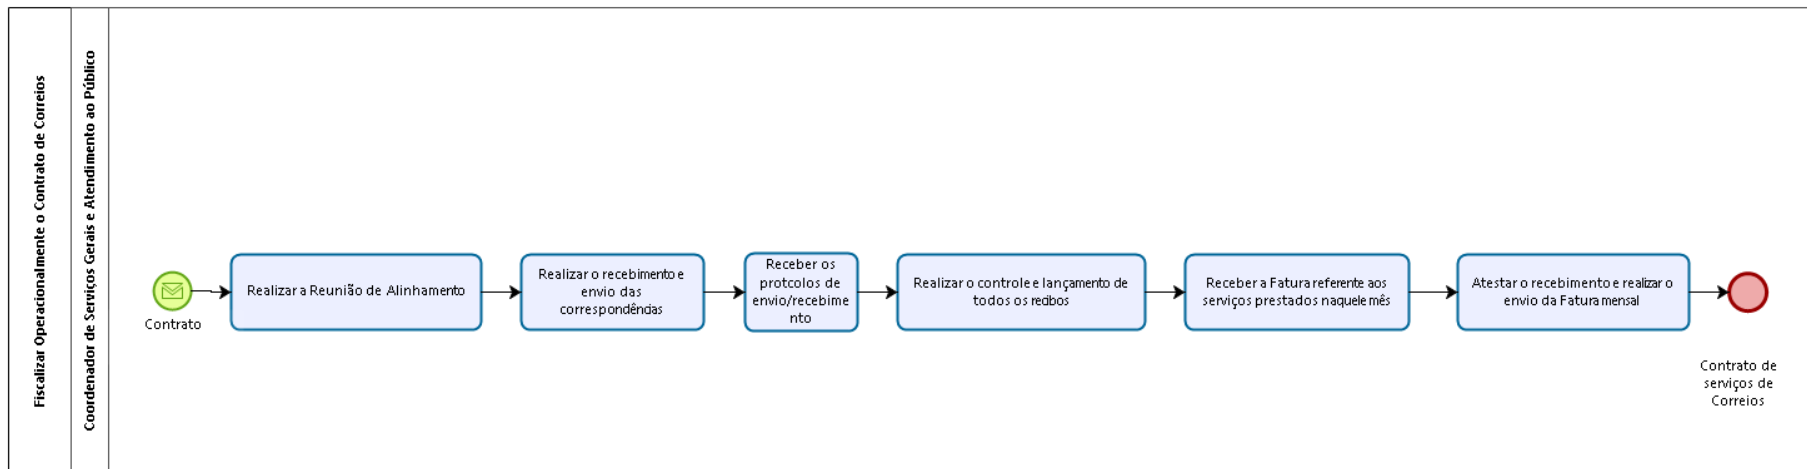 Fiscalizar Operacionalmente o Contrato de Correios
Coordenador de Serviços Gerais e Atendimento ao Público
Contrato
Realizar a Reunião de Alinhamento
Realizar o recebimento e
envio das
correspondências
Receber os
protcolos de
envio/recebime
nto
Realizar o controle e lançamento de
todos os recibos
Receber a Fatura referente aos
serviços prestados naquele mês
Atestar o recebimento e realizar o
envio da Fatura mensal
Contrato de
serviços de
Correios